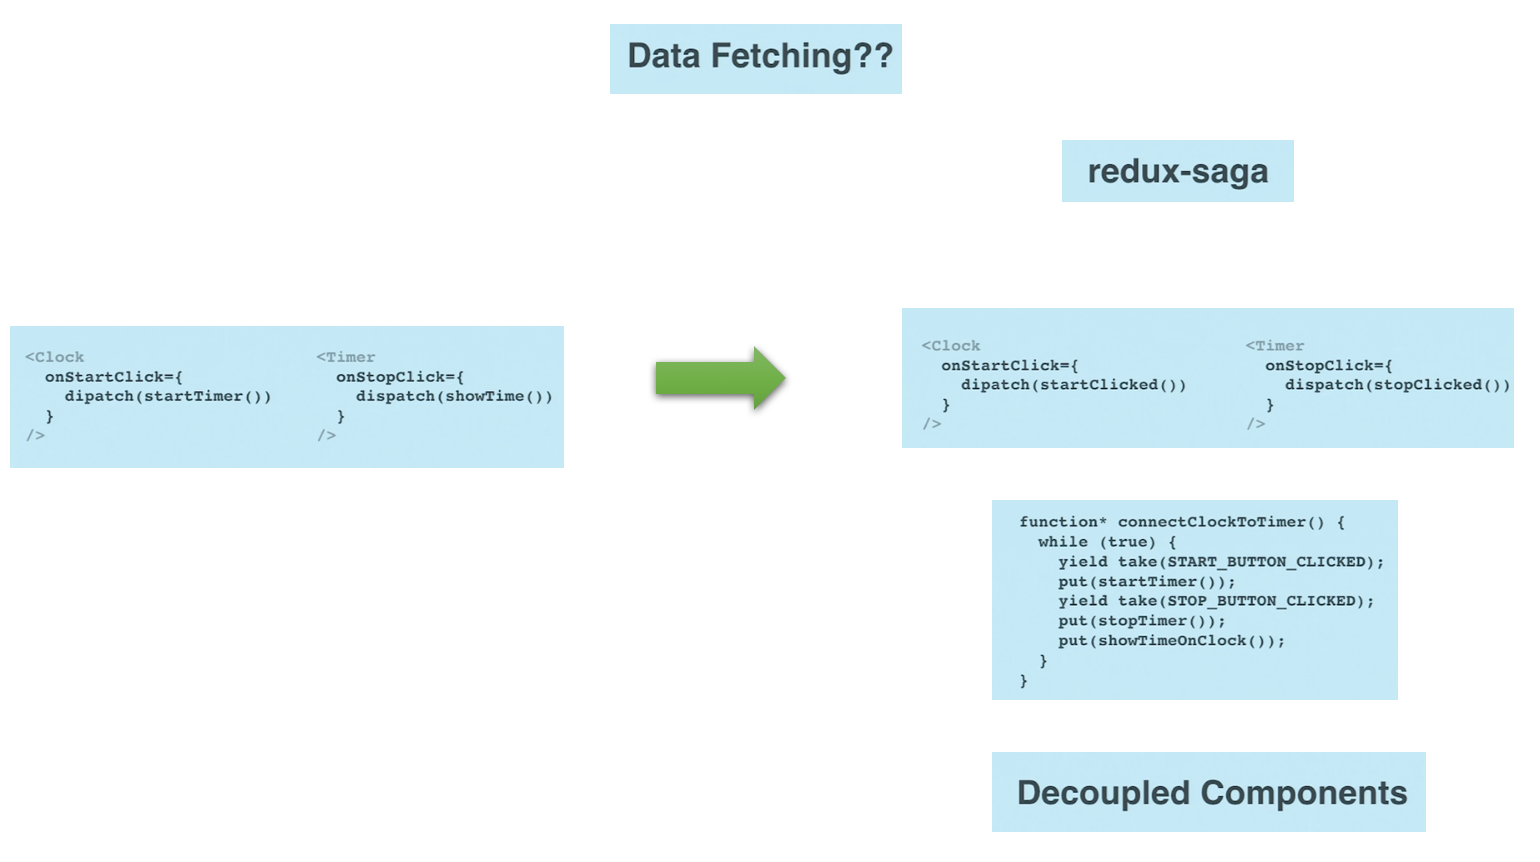 Data Fetching??
redux-saga
<Clock
onStartClick={
dipatch(startTimer())
}
/>
<Timer
onStopClick={
dispatch(showTime())
}
/>
<Clock
onStartClick={
dipatch(startClicked())
}
/>
<Timer
onStopClick={
dispatch(stopClicked())
}
/>
function* connectClockToTimer() {
while (true) {
yield take(START_BUTTON_CLICKED);
put(startTimer());
yield take(STOP_BUTTON_CLICKED);
put(stopTimer());
put(showTimeOnClock());
}
}
Decoupled Components